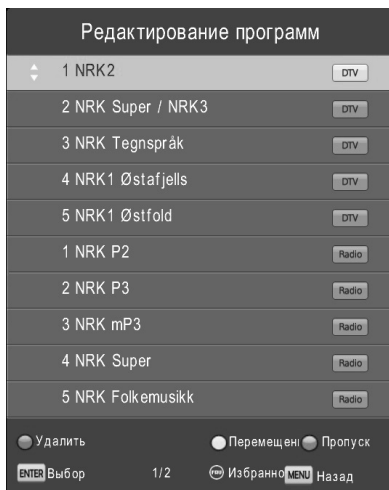 Редактирование программ
1 NRK2 DTV
2 NRK Super / NRK3 DTV
3 NRK Tegnspråk DTV
4 NRK1 Østafjells DTV
5 NRK1 Østfold DTV
1 NRK P2 Radio
2 NRK P3 Radio
3 NRK mP3 Radio
4 NRK Super Radio
5 NRK Folkemusikk Radio
Удалить Перемещені Пропуск
ENTER Выбор 1/2 FAV Избранно MENU Назад